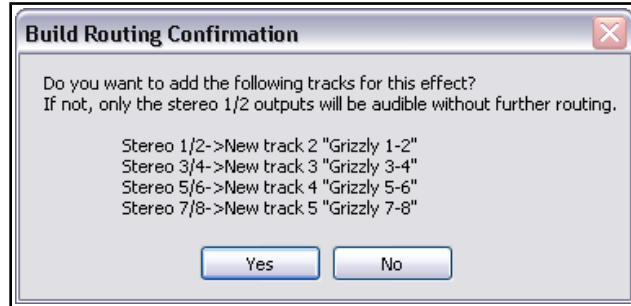 Build Routing Confirmation
Do you want to add the following tracks for this effect?
If not, only the stereo 1/2 outputs will be audible without further routing.
Stereo 1/2->New track 2 "Grizzly 1-2"
Stereo 3/4->New track 3 "Grizzly 3-4"
Stereo 5/6->New track 4 "Grizzly 5-6"
Stereo 7/8->New track 5 "Grizzly 7-8"
Yes
No